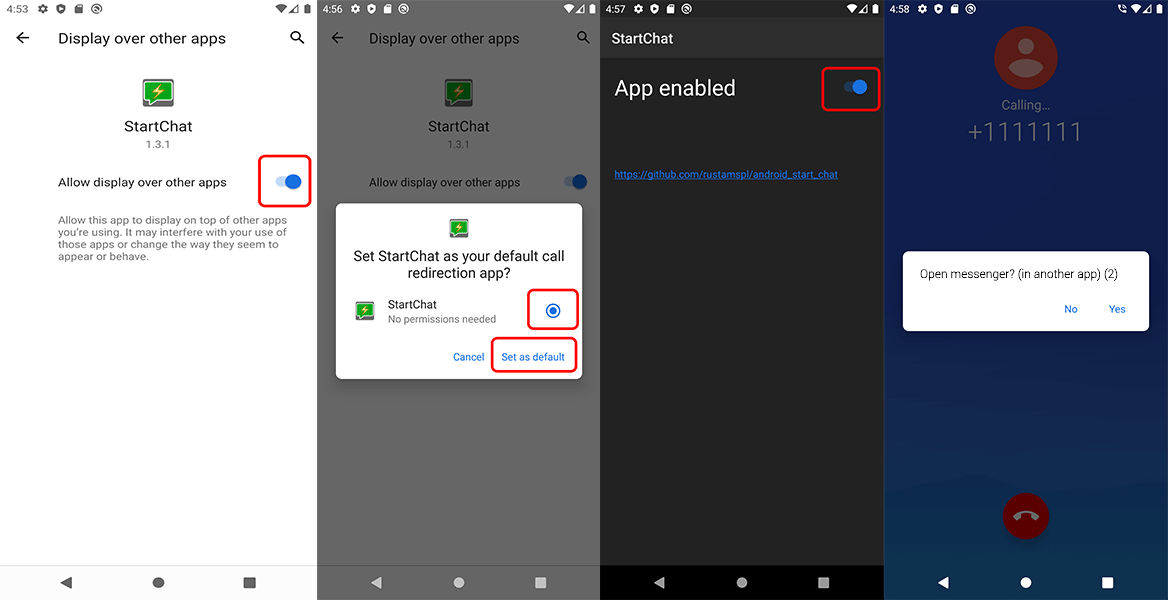 4:53
Display over other apps
StartChat
1.3.1
Allow display over other apps
Allow this app to display on top of other apps
you're using. It may interfere with your use of
those apps or change the way they seem to
appear or behave.
4:56
Display over other apps
StartChat
1.3.1
Allow display over other apps
Set StartChat as your default call
redirection app?
StartChat
No permissions needed
Cancel
Set as default
4:57
StartChat
App enabled
https://github.com/rustamspl/android_start_chat
4:58
Calling...
+1111111
Open messenger? (in another app) (2)
No
Yes